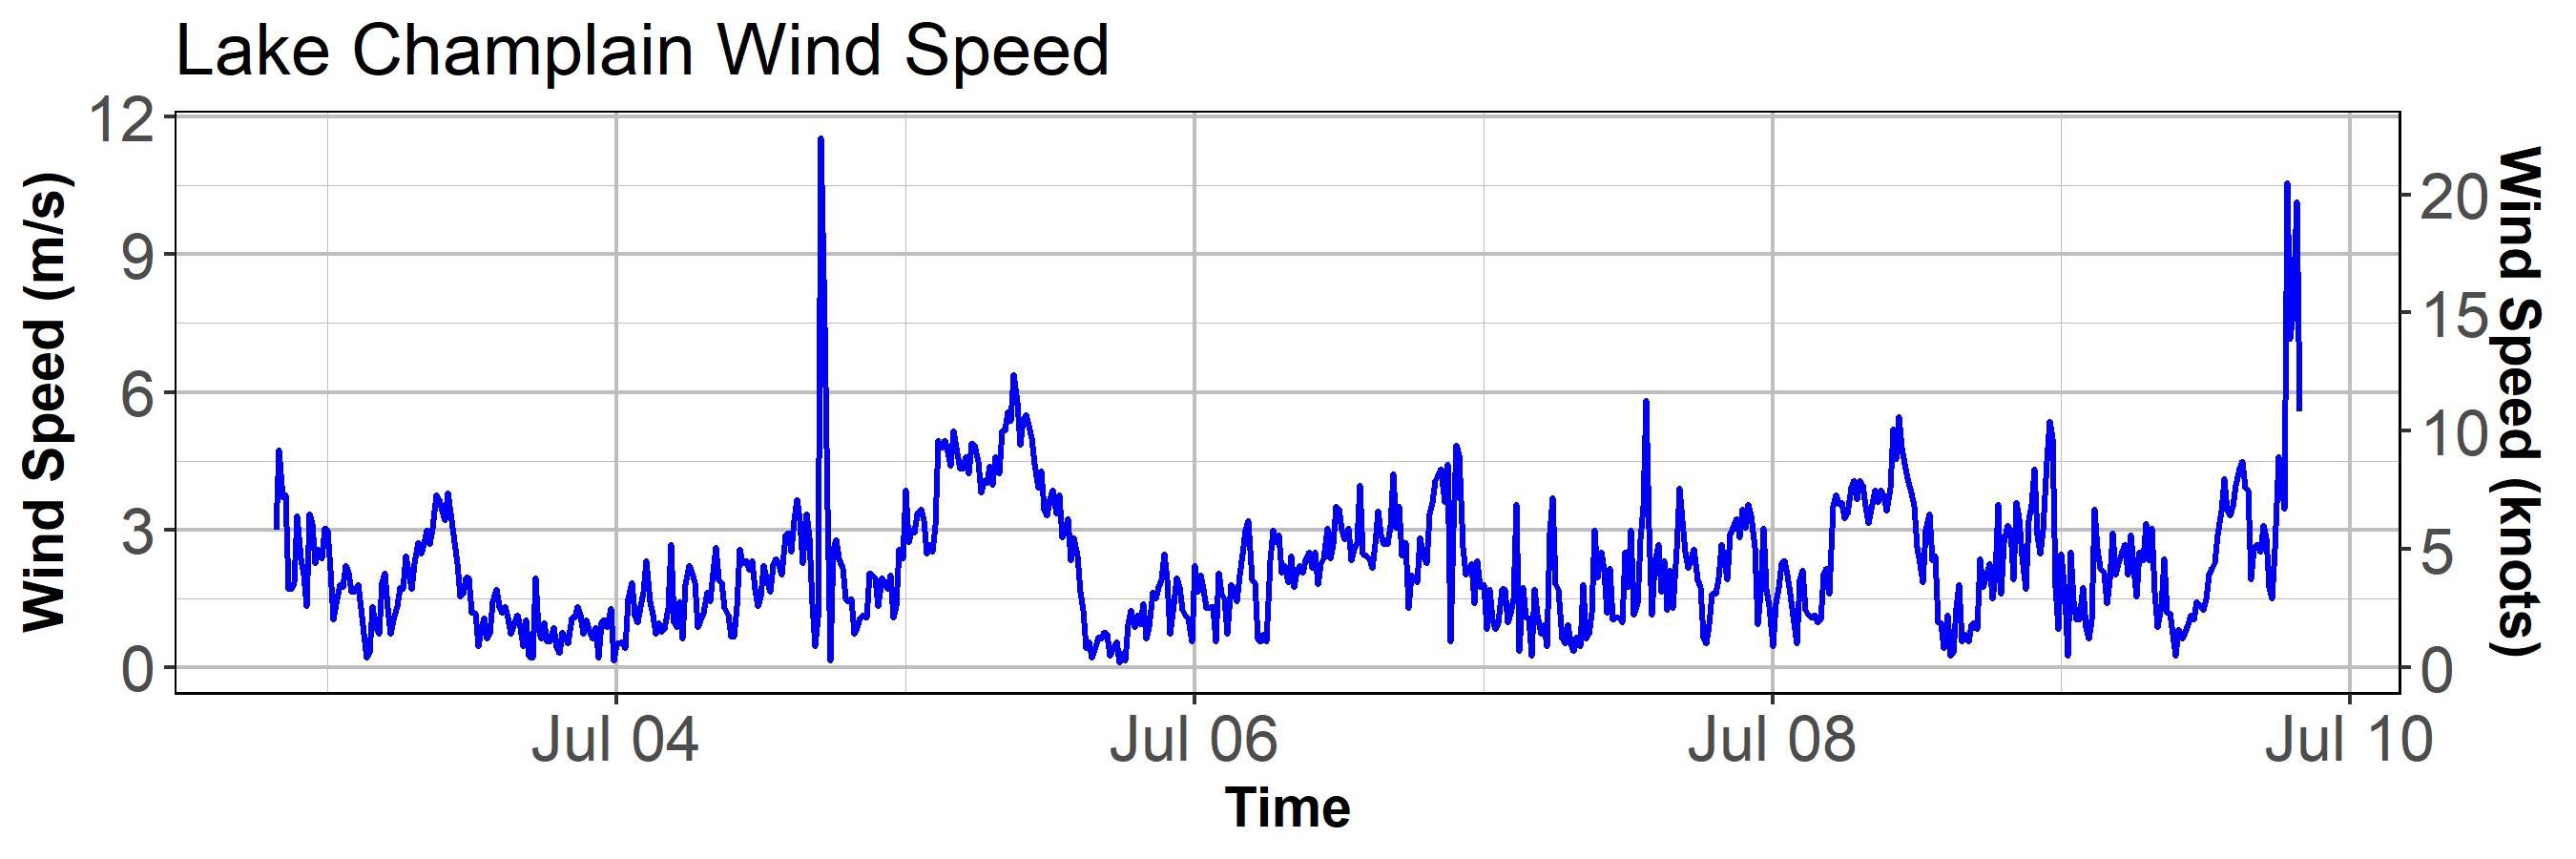 Lake Champlain Wind Speed
12
9
6
3
0
Wind Speed (m/s)
20
15
10
5
0
Wind Speed (knots)
Jul 04 Jul 06 Jul 08 Jul 10
Time